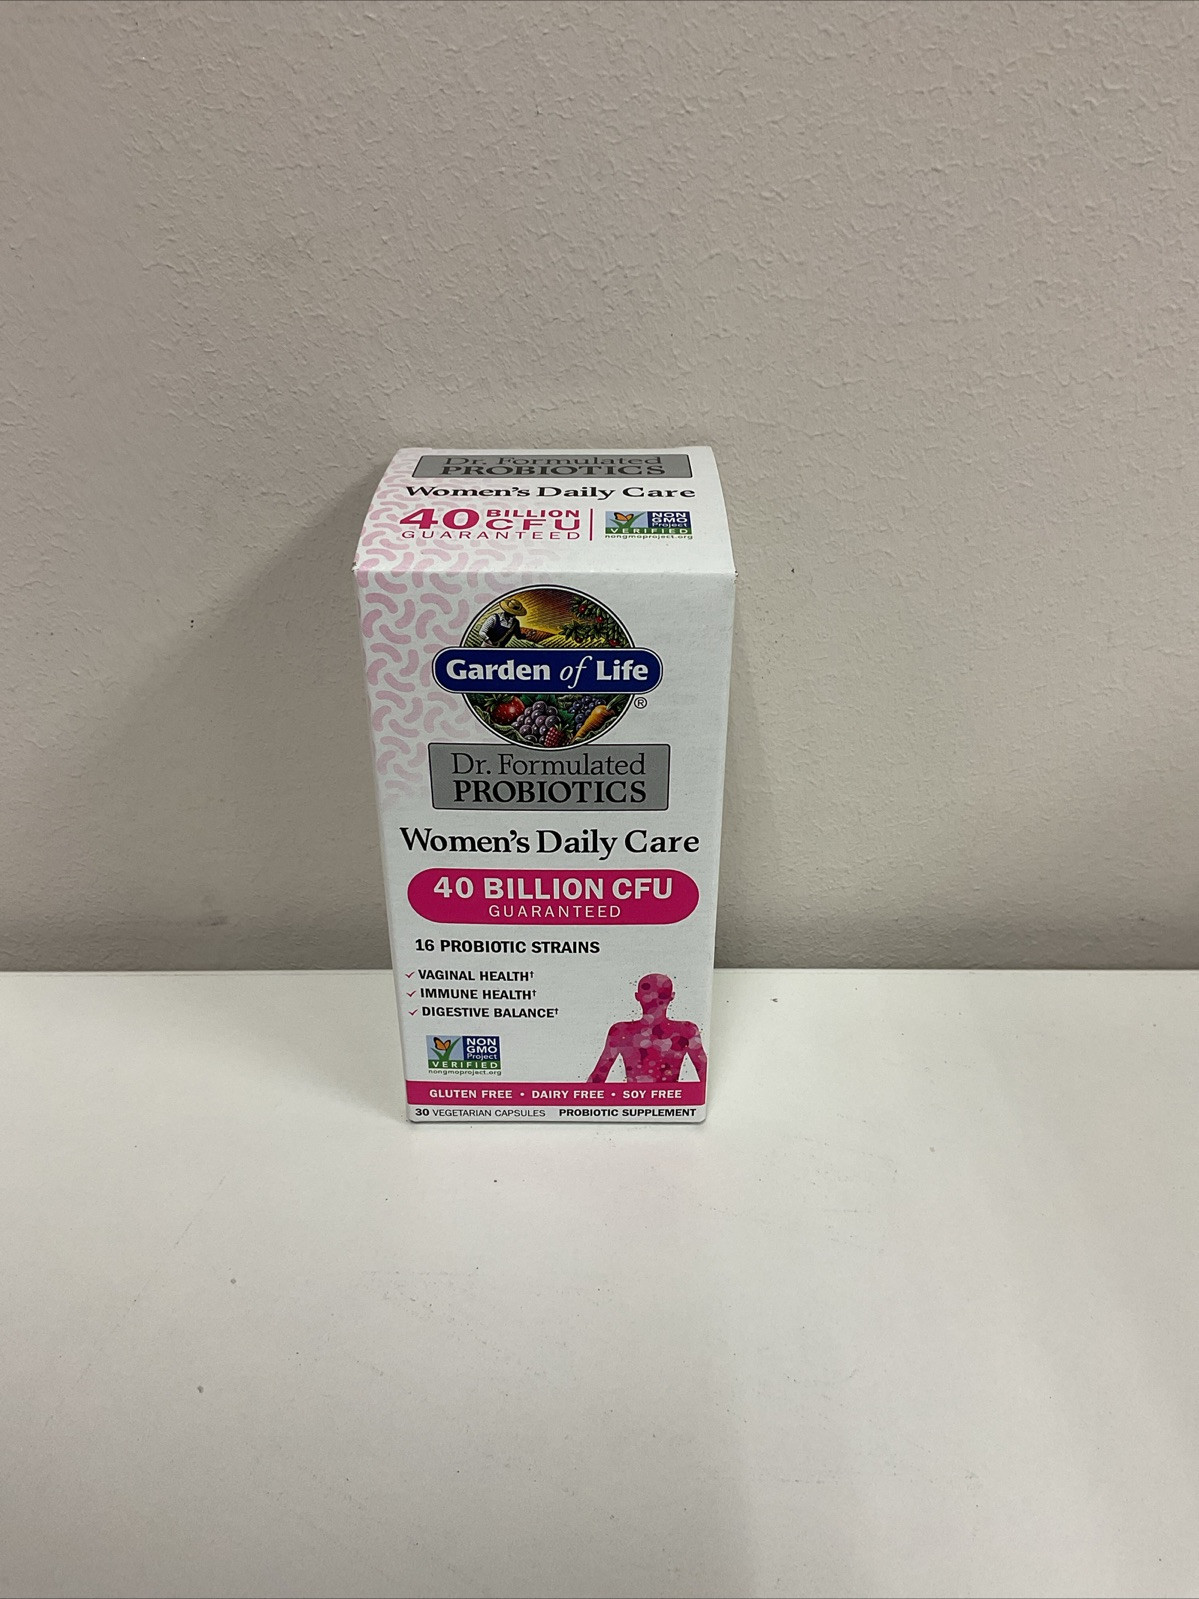 Dr. Formulated
PROBIOTICS
Women's Daily Care
40 BILLION CFU
GUARANTEED
NON
GMO
Project
VERIFIED
nongmoproject.org
Garden of Life
®
Dr. Formulated
PROBIOTICS
Women's Daily Care
40 BILLION CFU
GUARANTEED
16 PROBIOTIC STRAINS
VAGINAL HEALTH†
IMMUNE HEALTH†
DIGESTIVE BALANCE†
NON
GMO
Project
VERIFIED
nongmoproject.org
GLUTEN FREE • DAIRY FREE • SOY FREE
30 VEGETARIAN CAPSULES PROBIOTIC SUPPLEMENT